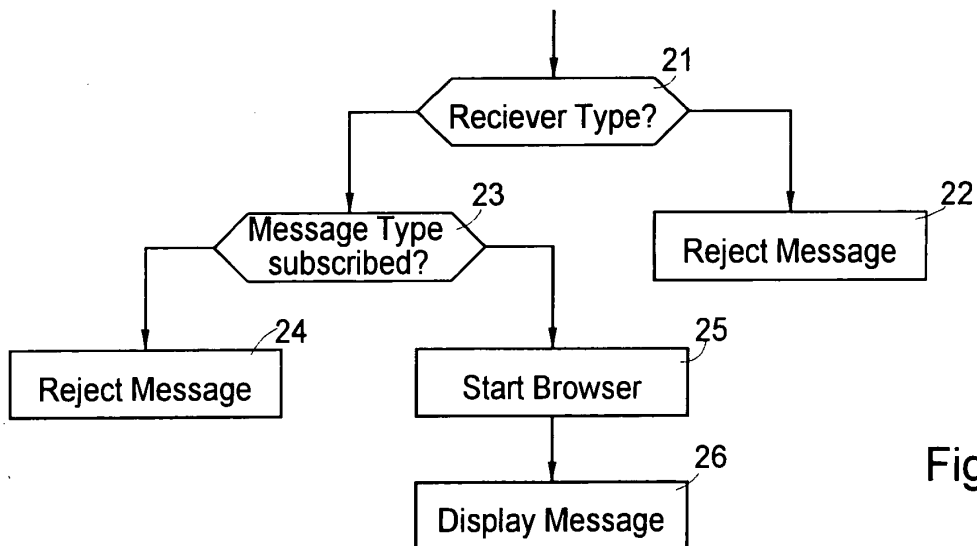 21
Reciever Type?
23
22
Message Type
subscribed?
Reject Message
24
25
Reject Message
Start Browser
26
Display Message
Fig